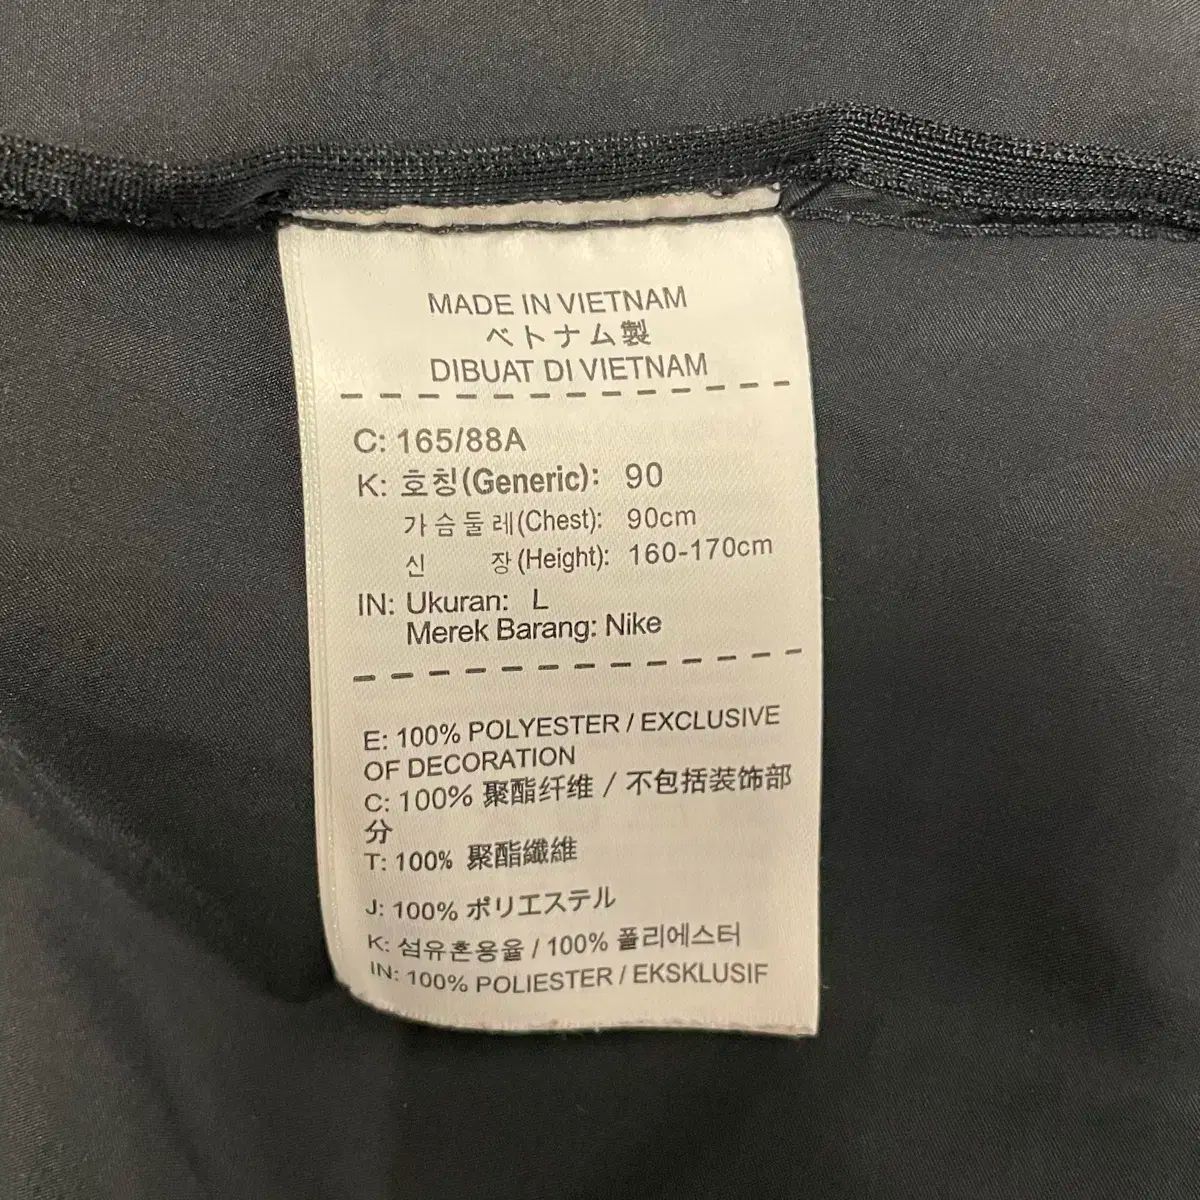 MADE IN VIETNAM
ベトナム製
DIBUAT DI VIETNAM
C: 165/88A
K: 호칭(Generic): 90
가슴둘레(Chest): 90cm
신 장(Height): 160-170cm
IN: Ukuran: L
Merek Barang: Nike
E: 100% POLYESTER / EXCLUSIVE
OF DECORATION
C: 100% 聚酯纤维 / 不包括装饰部
分
T: 100% 聚酯纖維
J: 100% ポリエステル
K: 섬유혼용율 / 100% 폴리에스터
IN: 100% POLIESTER / EKSKLUSIF